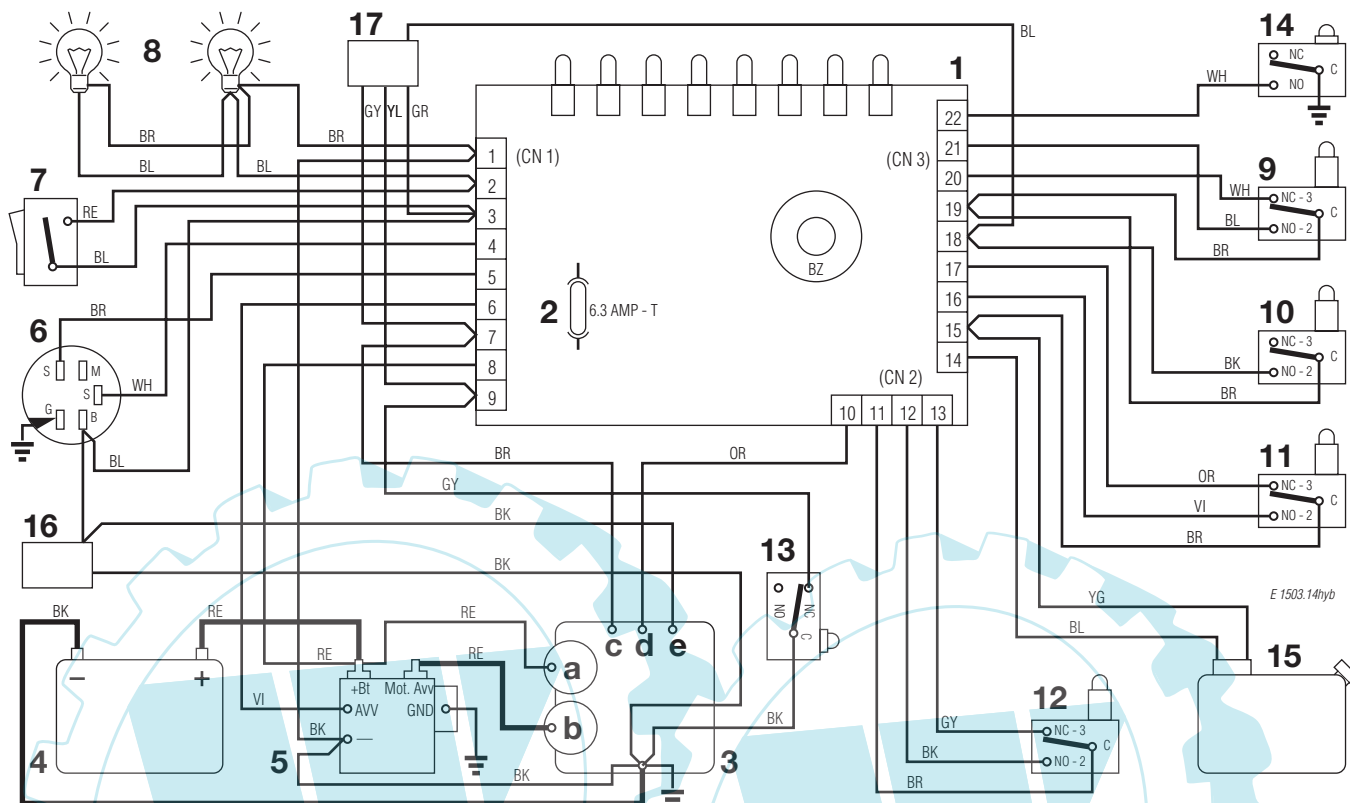 8
17
BL
14
NC
C
NO
WH
1
GY YL GR
BR
BR
BL
BL
(CN 1)
1
2
3
4
5
6
7
8
9
(CN 3)
22
21
20
19
18
17
16
15
14
9
WH
NC - 3
C
BL
NO - 2
BR
7
RE
BL
BZ
2
6.3 AMP - T
10
NC - 3
C
BK
NO - 2
BR
6
BR
S
M
S
WH
G
B
BL
(CN 2)
10
11
12
13
11
OR
NC - 3
C
VI
NO - 2
BR
BR
OR
GY
16
BK
BK
13
NO
NC
C
E 1503.14hyb
BK
RE
RE
RE
RE
c
d
e
a
b
YG
BL
15
–
+
+Bt
Mot. Avv
VI
AVV
GND
BK
—
4
5
BK
BK
3
12
GY
NC - 3
C
BK
NO - 2
BR